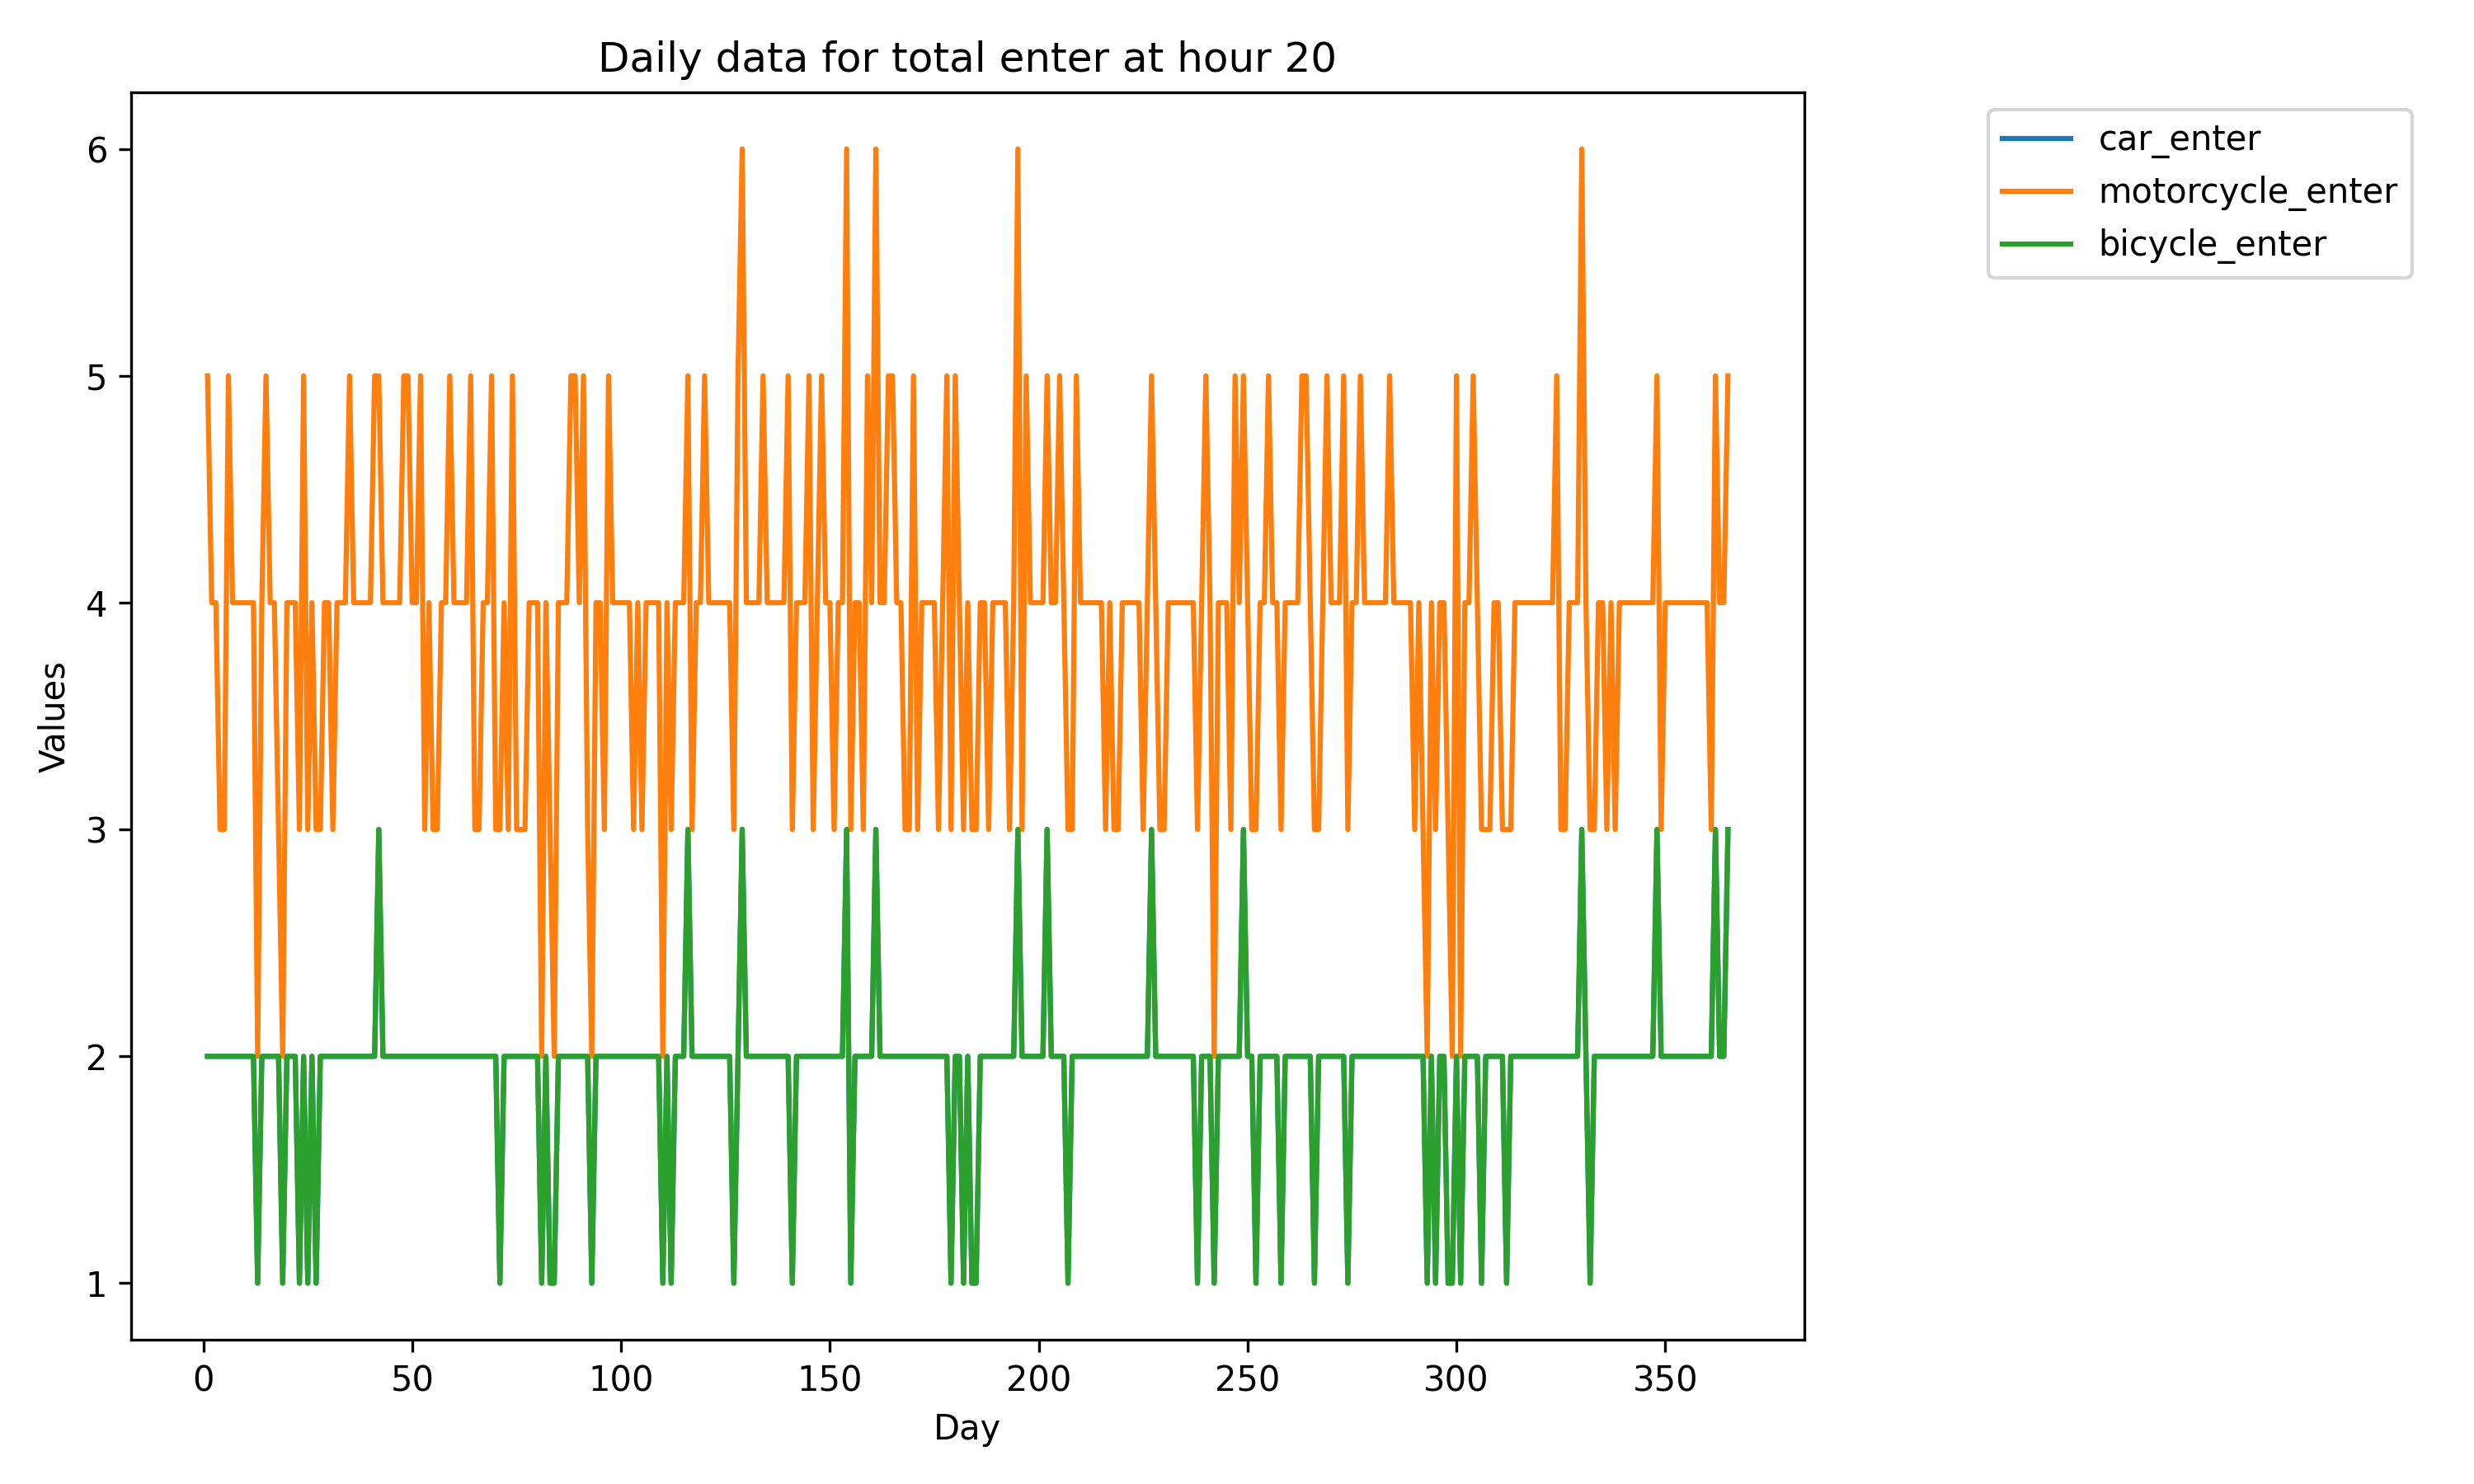 Daily data for total enter at hour 20
car_enter
motorcycle_enter
bicycle_enter
6
5
4
3
2
1
Values
0 50 100 150 200 250 300 350
Day